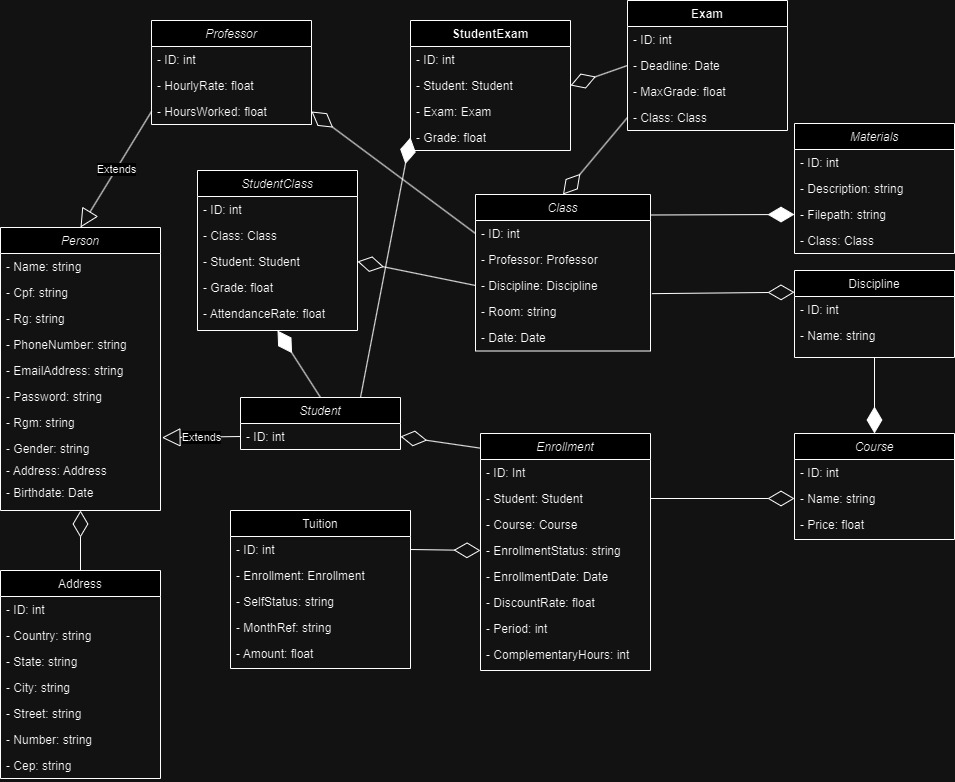 Professor
- ID: int
- HourlyRate: float
- HoursWorked: float
StudentExam
- ID: int
- Student: Student
- Exam: Exam
- Grade: float
Exam
- ID: int
- Deadline: Date
- MaxGrade: float
- Class: Class
Materials
- ID: int
- Description: string
- Filepath: string
- Class: Class
Extends
StudentClass
- ID: int
- Class: Class
- Student: Student
- Grade: float
- AttendanceRate: float
Class
- ID: int
- Professor: Professor
- Discipline: Discipline
- Room: string
- Date: Date
Person
- Name: string
- Cpf: string
- Rg: string
- PhoneNumber: string
- EmailAddress: string
- Password: string
- Rgm: string
- Gender: string
- Address: Address
- Birthdate: Date
Discipline
- ID: int
- Name: string
Extends
Student
- ID: int
Enrollment
- ID: Int
- Student: Student
- Course: Course
- EnrollmentStatus: string
- EnrollmentDate: Date
- DiscountRate: float
- Period: int
- ComplementaryHours: int
Course
- ID: int
- Name: string
- Price: float
Tuition
- ID: int
- Enrollment: Enrollment
- SelfStatus: string
- MonthRef: string
- Amount: float
Address
- ID: int
- Country: string
- State: string
- City: string
- Street: string
- Number: string
- Cep: string